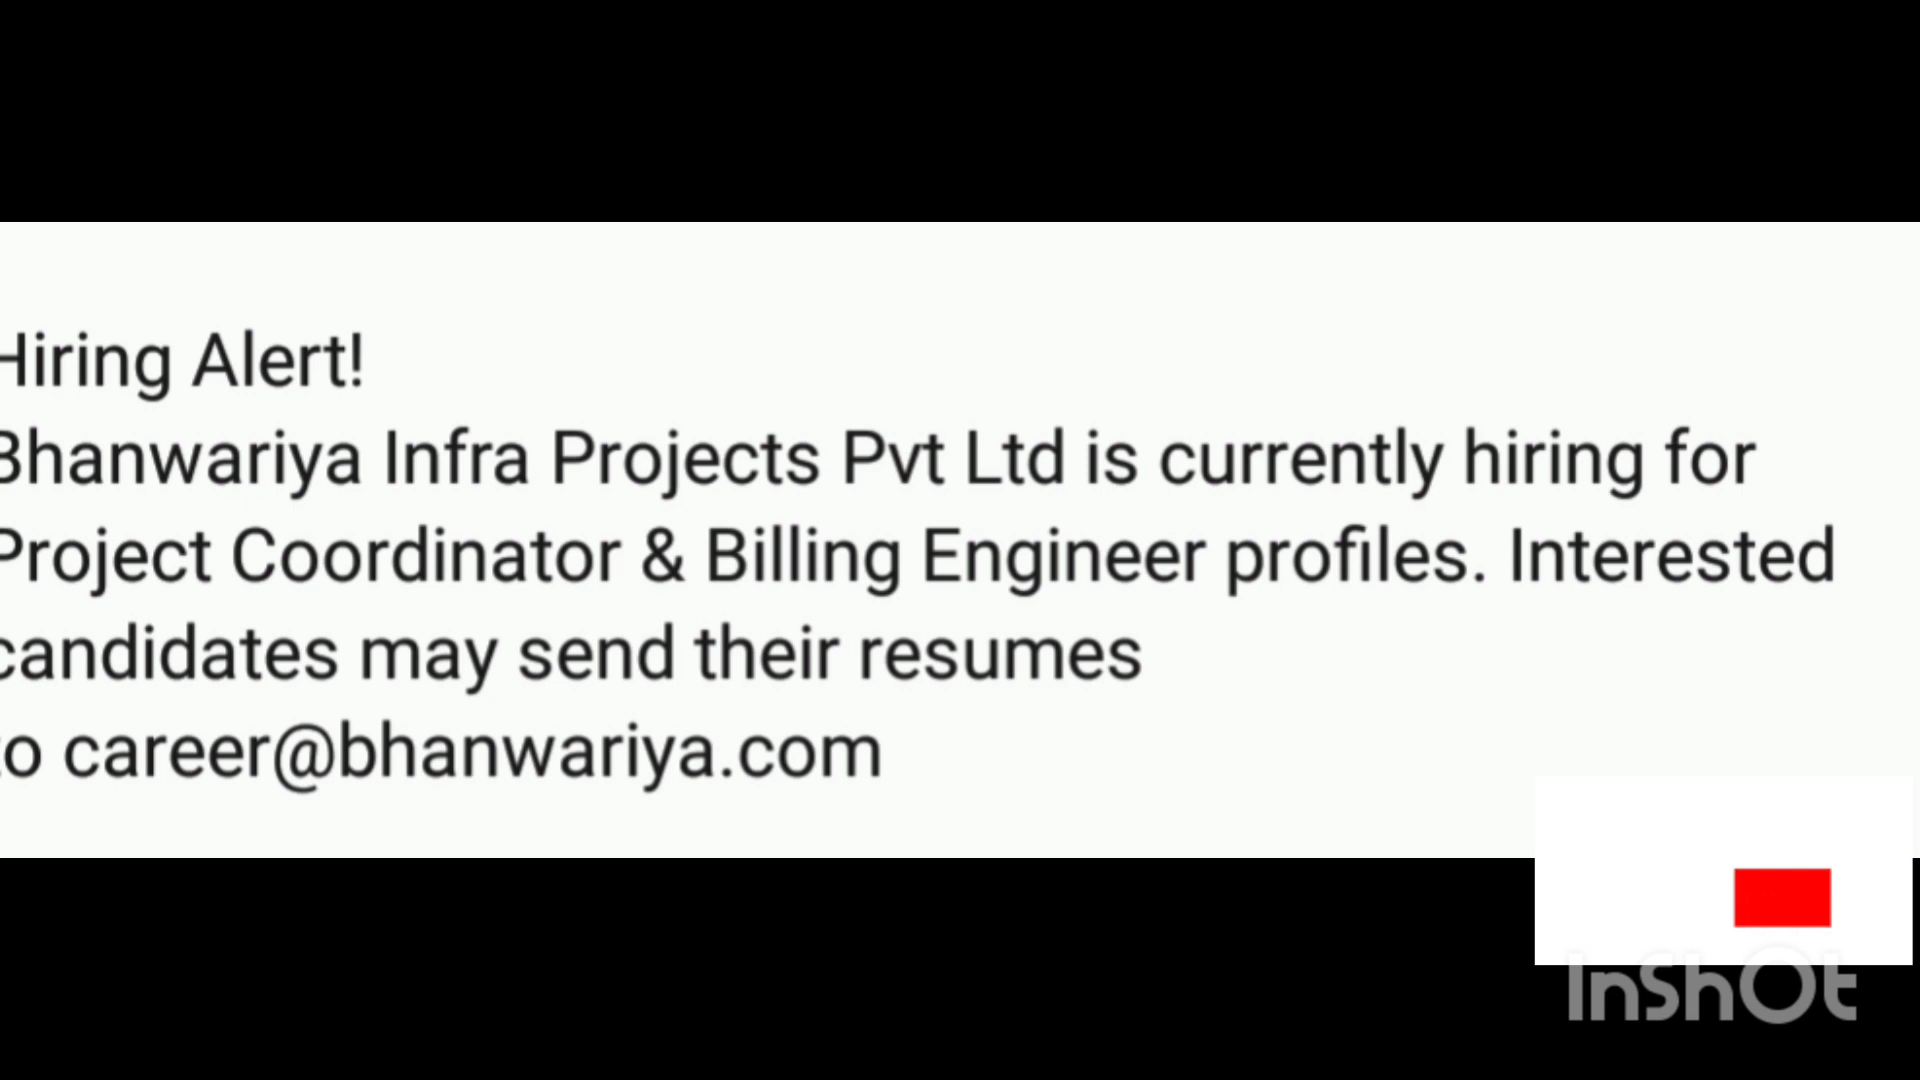 Hiring Alert!
Bhanwariya Infra Projects Pvt Ltd is currently hiring for
Project Coordinator & Billing Engineer profiles. Interested
candidates may send their resumes
to career@bhanwariya.com
InShOt